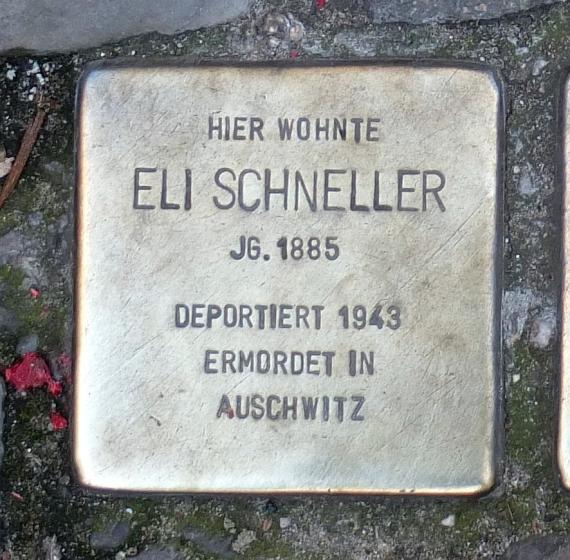 HIER WOHNTE
ELI SCHNELLER
JG. 1885
DEPORTIERT 1943
ERMORDET IN
AUSCHWITZ